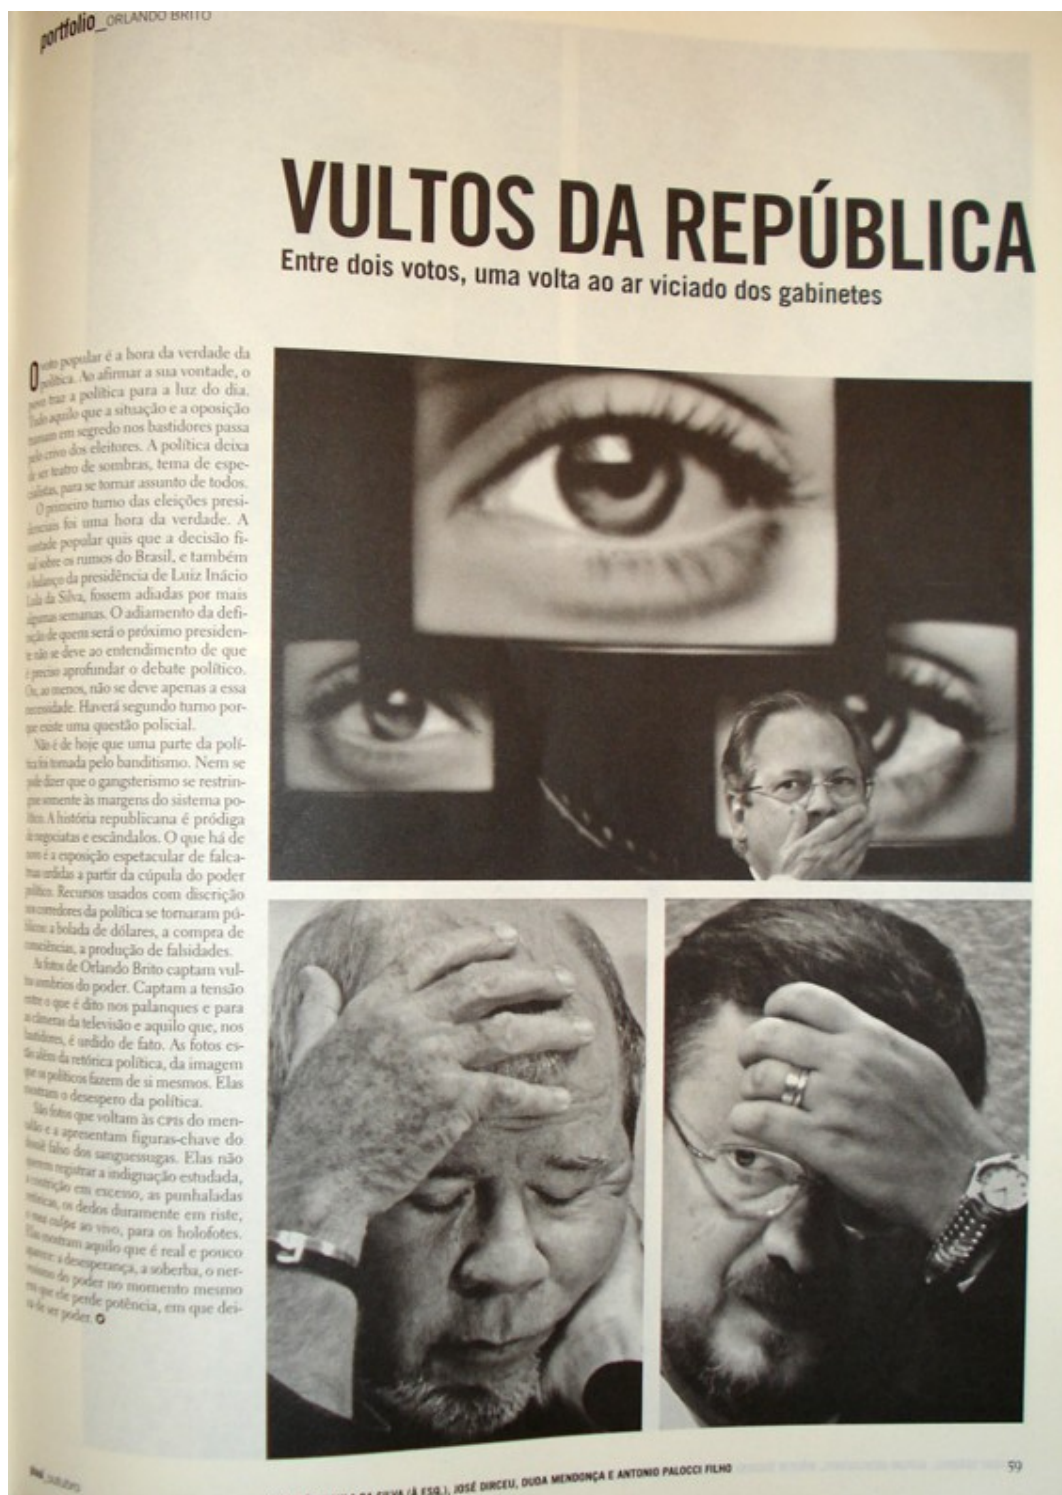 portfolio_ORLANDO BRITO
VULTOS DA REPÚBLICA
Entre dois votos, uma volta ao ar viciado dos gabinetes
O voto popular é a hora da verdade da
política. Ao afirmar a sua vontade, o
povo traz a política para a luz do dia.
Tudo aquilo que a situação e a oposição
tramam em segredo nos bastidores passa
pelo crivo dos eleitores. A política deixa
de ser teatro de sombras, tema de espe-
cialistas, para se tornar assunto de todos.
O primeiro turno das eleições presi-
denciais foi uma hora da verdade. A
vontade popular quis que a decisão fi-
nal sobre os rumos do Brasil, e também
o balanço da presidência de Luiz Inácio
Lula da Silva, fossem adiadas por mais
algumas semanas. O adiamento da defi-
nição de quem será o próximo presiden-
te não se deve ao entendimento de que
é preciso aprofundar o debate político.
Ou, ao menos, não se deve apenas a essa
necessidade. Haverá segundo turno por-
que existe uma questão policial.
Não é de hoje que uma parte da polí-
tica foi tomada pelo banditismo. Nem se
pode dizer que o gangsterismo se restrin-
ge somente às margens do sistema po-
lítico. A história republicana é pródiga
de negociatas e escândalos. O que há de
novo é a exposição espetacular de falca-
truas urdidas a partir da cúpula do poder
político. Recursos usados com discrição
nos corredores da política se tornaram pú-
blicos: a bolada de dólares, a compra de
consciências, a produção de falsidades.
As fotos de Orlando Brito captam vul-
tos sombrios do poder. Captam a tensão
entre o que é dito nos palanques e para
as câmeras da televisão e aquilo que, nos
bastidores, é urdido de fato. As fotos es-
tão além da retórica política, da imagem
que os políticos fazem de si mesmos. Elas
mostram o desespero da política.
São fotos que voltam às CPIS do men-
salão e a apresentam figuras-chave do
dossiê falso dos sanguessugas. Elas não
querem registrar a indignação estudada,
a contrição em excesso, as punhaladas
retóricas, os dedos duramente em riste,
o mea culpa ao vivo, para os holofotes.
Elas mostram aquilo que é real e pouco
aparece: a desesperança, a soberba, o ner-
vosismo do poder no momento mesmo
em que ele perde potência, em que dei-
xa de ser poder.
piauí_outubro
DA SILVA (À ESQ.), JOSÉ DIRCEU, DUDA MENDONÇA E ANTONIO PALOCCI FILHO
59